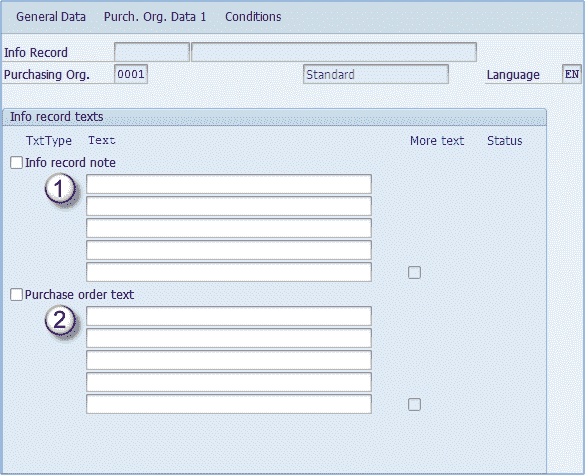 General Data Purch. Org. Data 1 Conditions
Info Record
Purchasing Org. 0001 Standard Language EN
Info record texts
TxtType Text More text Status
Info record note
1
Purchase order text
2